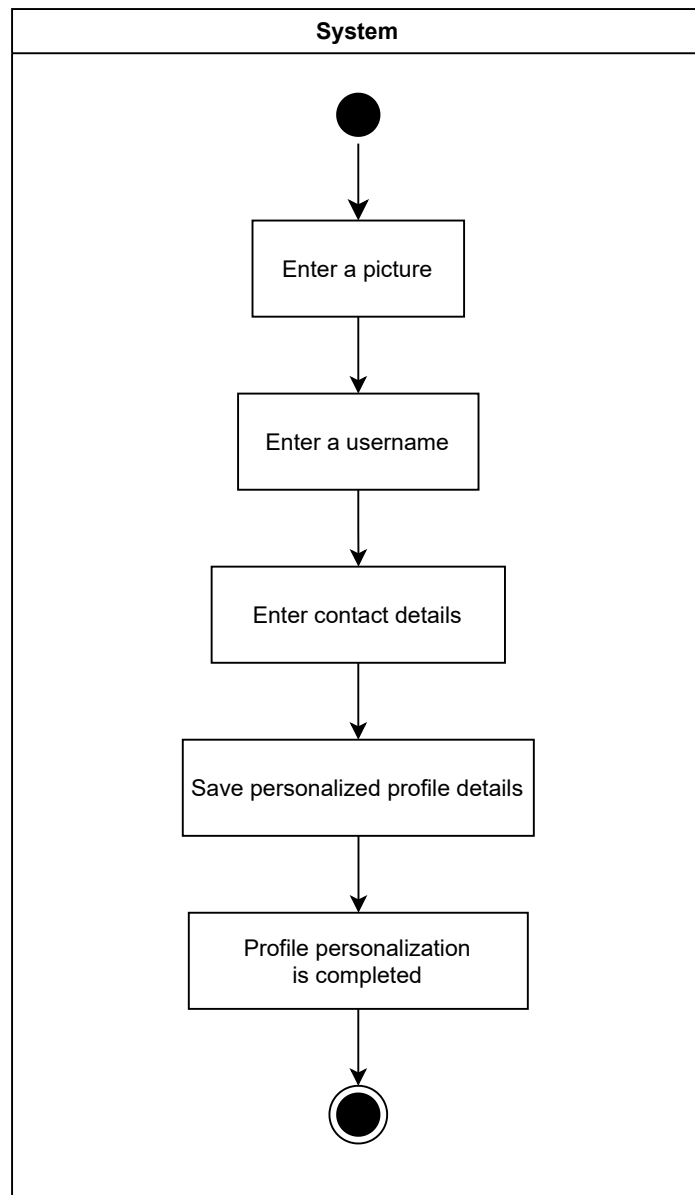 System
Enter a picture
Enter a username
Enter contact details
Save personalized profile details
Profile personalization
is completed